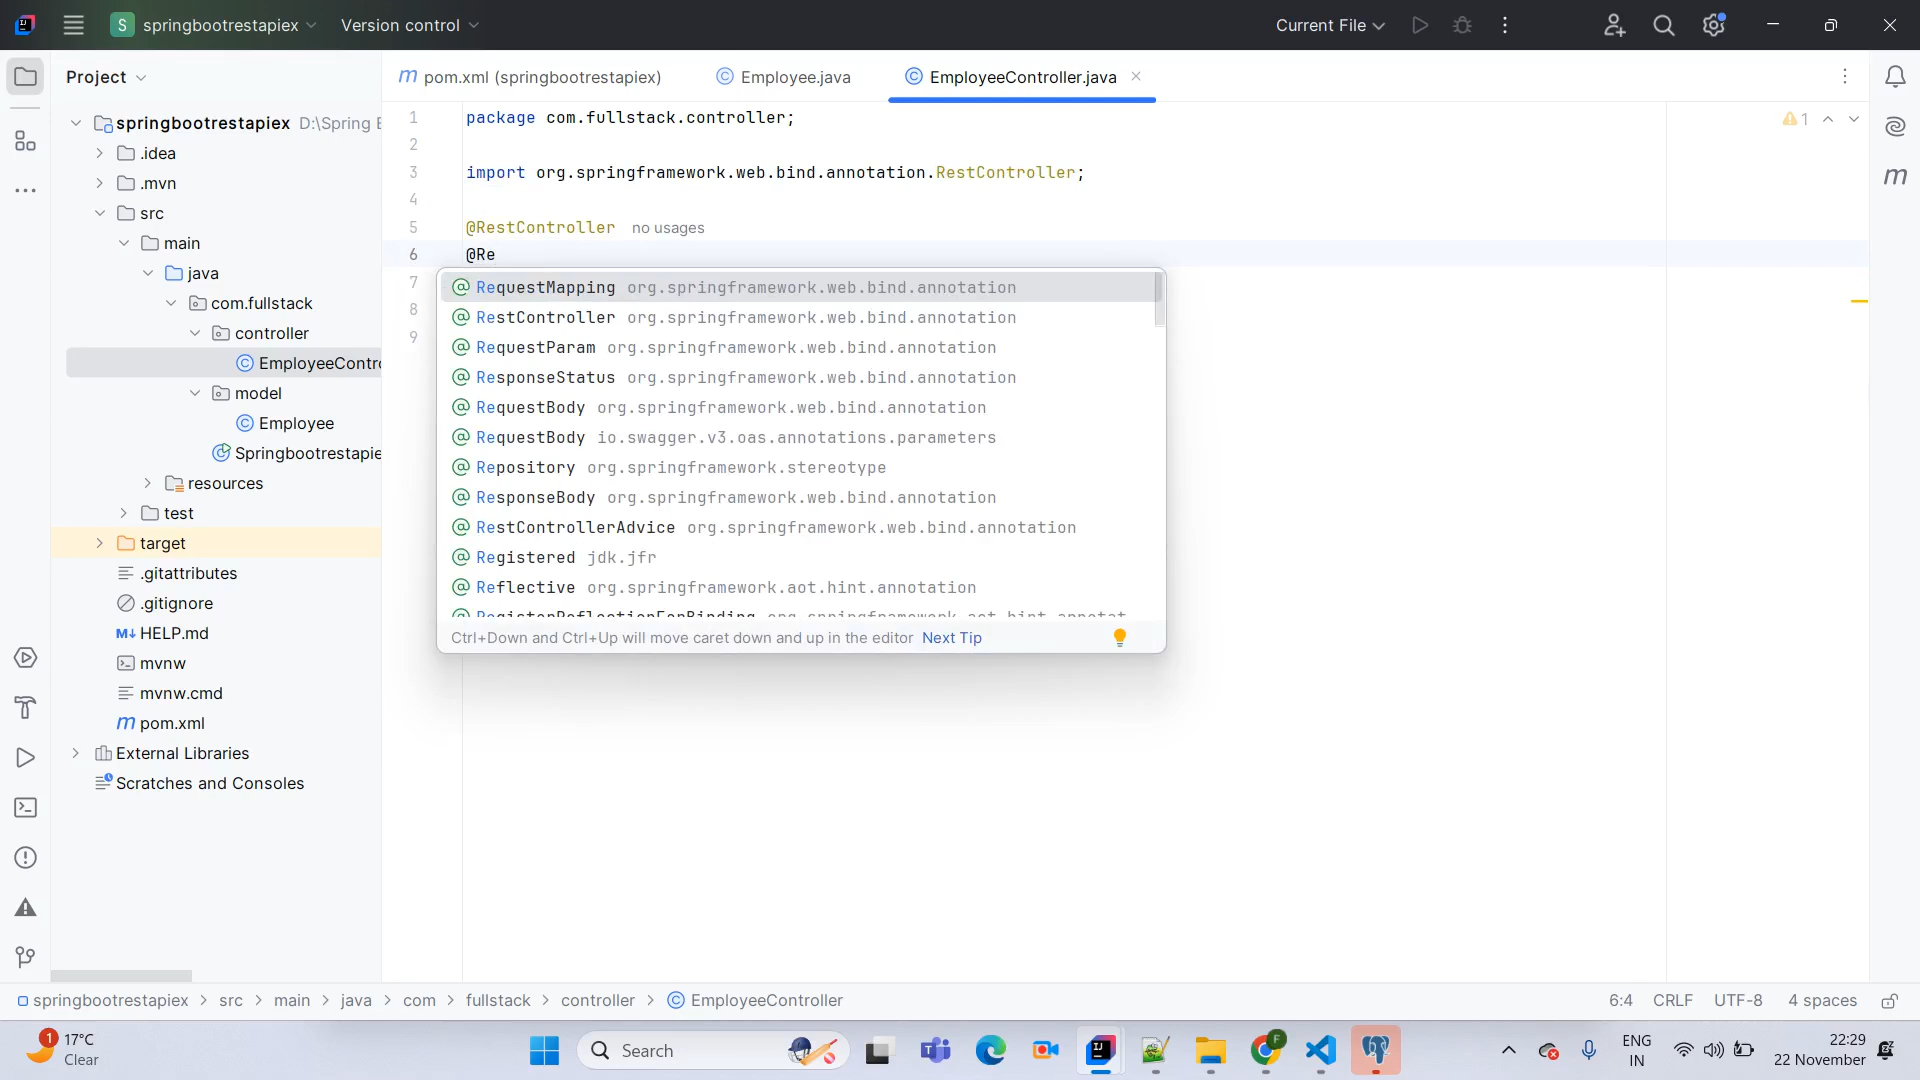 S springbootrestapiex Version control Current File
Project
pom.xml (springbootrestapiex) Employee.java EmployeeController.java
springbootrestapiex D:\Spring
.idea
.mvn
src
main
java
com.fullstack
controller
EmployeeContro
model
Employee
Springbootrestapie
resources
test
target
.gitattributes
.gitignore
HELP.md
mvnw
mvnw.cmd
pom.xml
External Libraries
Scratches and Consoles
1 package com.fullstack.controller;
2
3 import org.springframework.web.bind.annotation.RestController;
4
5 @RestController no usages
6 @Re
7
8
9
1
@ RequestMapping org.springframework.web.bind.annotation
@ RestController org.springframework.web.bind.annotation
@ RequestParam org.springframework.web.bind.annotation
@ ResponseStatus org.springframework.web.bind.annotation
@ RequestBody org.springframework.web.bind.annotation
@ RequestBody io.swagger.v3.oas.annotations.parameters
@ Repository org.springframework.stereotype
@ ResponseBody org.springframework.web.bind.annotation
@ RestControllerAdvice org.springframework.web.bind.annotation
@ Registered jdk.jfr
@ Reflective org.springframework.aot.hint.annotation
Ctrl+Down and Ctrl+Up will move caret down and up in the editor Next Tip
springbootrestapiex > src > main > java > com > fullstack > controller > EmployeeController
6:4 CRLF UTF-8 4 spaces
1 17°C
Clear
Search
ENG
IN
22:29
22 November